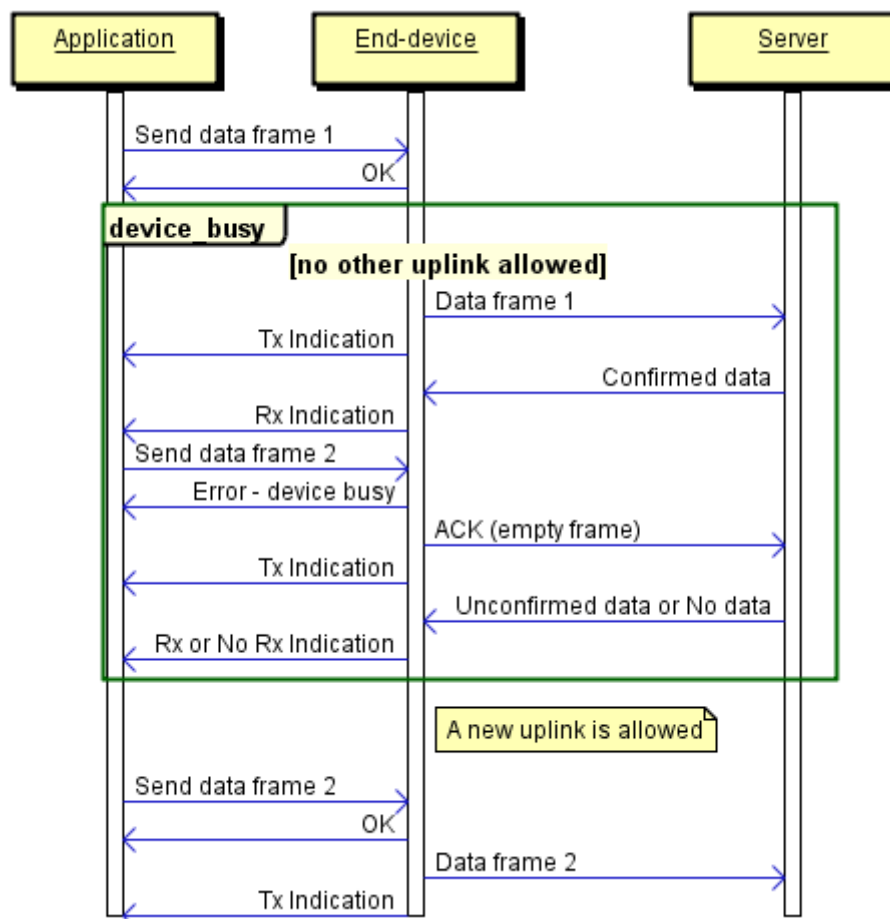 Application
End-device
Server
Send data frame 1
OK
device_busy
[no other uplink allowed]
Data frame 1
Tx Indication
Confirmed data
Rx Indication
Send data frame 2
Error - device busy
ACK (empty frame)
Tx Indication
Unconfirmed data or No data
Rx or No Rx Indication
A new uplink is allowed
Send data frame 2
OK
Data frame 2
Tx Indication